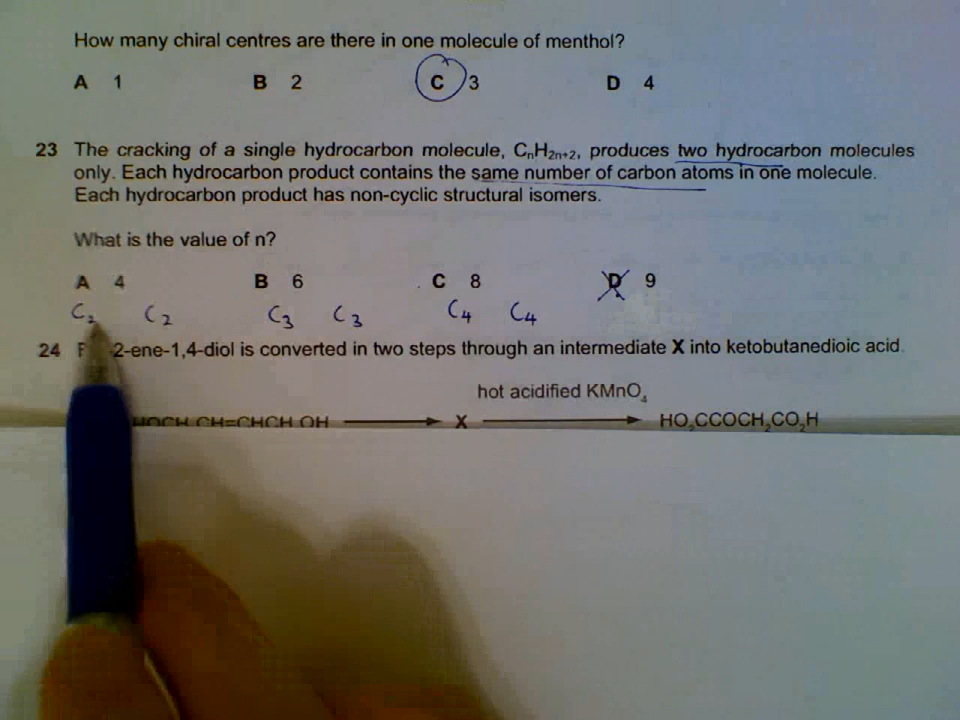 How many chiral centres are there in one molecule of menthol?
A 1 B 2 C 3 D 4
23 The cracking of a single hydrocarbon molecule, CₙH₂ₙ₊₂, produces two hydrocarbon molecules
only. Each hydrocarbon product contains the same number of carbon atoms in one molecule.
Each hydrocarbon product has non-cyclic structural isomers.
What is the value of n?
A 4 B 6 C 8 D 9
C₂ C₂ C₃ C₃ C₄ C₄
24 2-ene-1,4-diol is converted in two steps through an intermediate X into ketobutanedioic acid.
hot acidified KMnO₄
HOCH CH=CHCH OH → X → HO₂CCOCH₂CO₂H